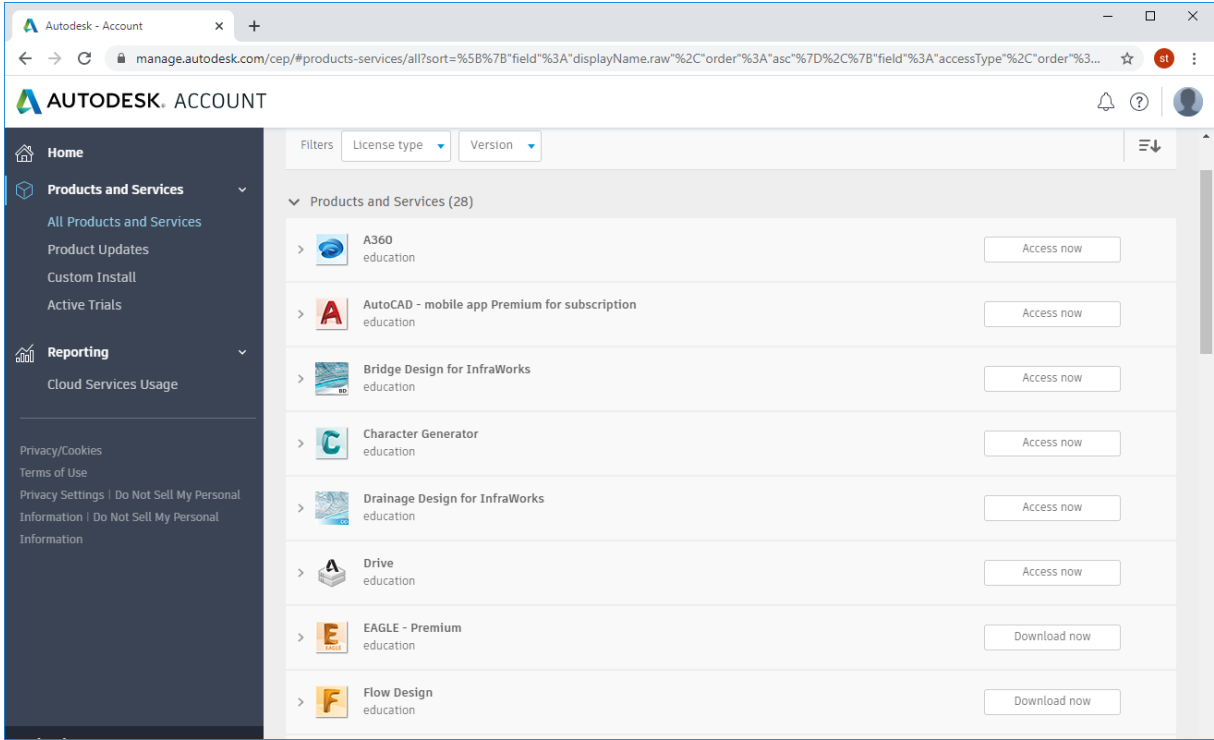 Autodesk - Account
manage.autodesk.com/cep/#products-services/all?sort=%5B%7B"field"%3A"displayName.raw"%2C"order"%3A"asc"%7D%2C%7B"field"%3A"accessType"%2C"order"%3...
st
AUTODESK. ACCOUNT
Home
Products and Services
All Products and Services
Product Updates
Custom Install
Active Trials
Reporting
Cloud Services Usage
Privacy/Cookies
Terms of Use
Privacy Settings | Do Not Sell My Personal
Information | Do Not Sell My Personal
Information
Filters License type Version
Products and Services (28)
A360
education
Access now
AutoCAD - mobile app Premium for subscription
education
Access now
Bridge Design for InfraWorks
education
BD
Access now
Character Generator
education
C
Access now
Drainage Design for InfraWorks
education
DD
Access now
Drive
education
Access now
EAGLE - Premium
education
E
EAGLE
Download now
Flow Design
education
F
Download now